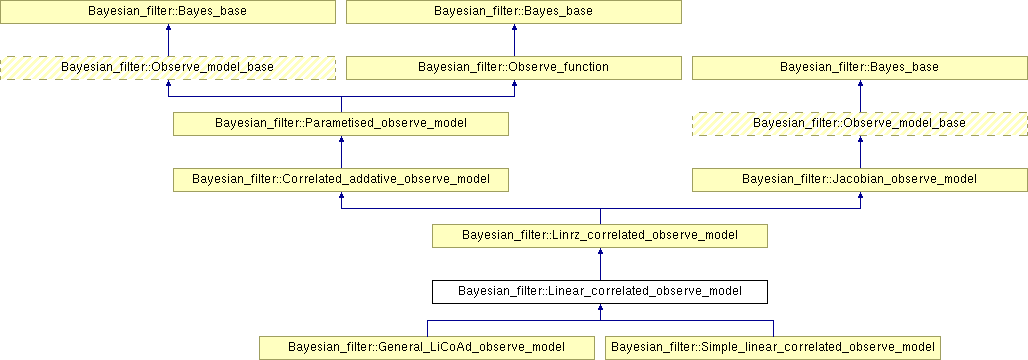 Bayesian_filter::Bayes_base
Bayesian_filter::Bayes_base
Bayesian_filter::Observe_model_base
Bayesian_filter::Observe_function
Bayesian_filter::Bayes_base
Bayesian_filter::Parametised_observe_model
Bayesian_filter::Observe_model_base
Bayesian_filter::Correlated_addative_observe_model
Bayesian_filter::Jacobian_observe_model
Bayesian_filter::Linrz_correlated_observe_model
Bayesian_filter::Linear_correlated_observe_model
Bayesian_filter::General_LiCoAd_observe_model
Bayesian_filter::Simple_linear_correlated_observe_model